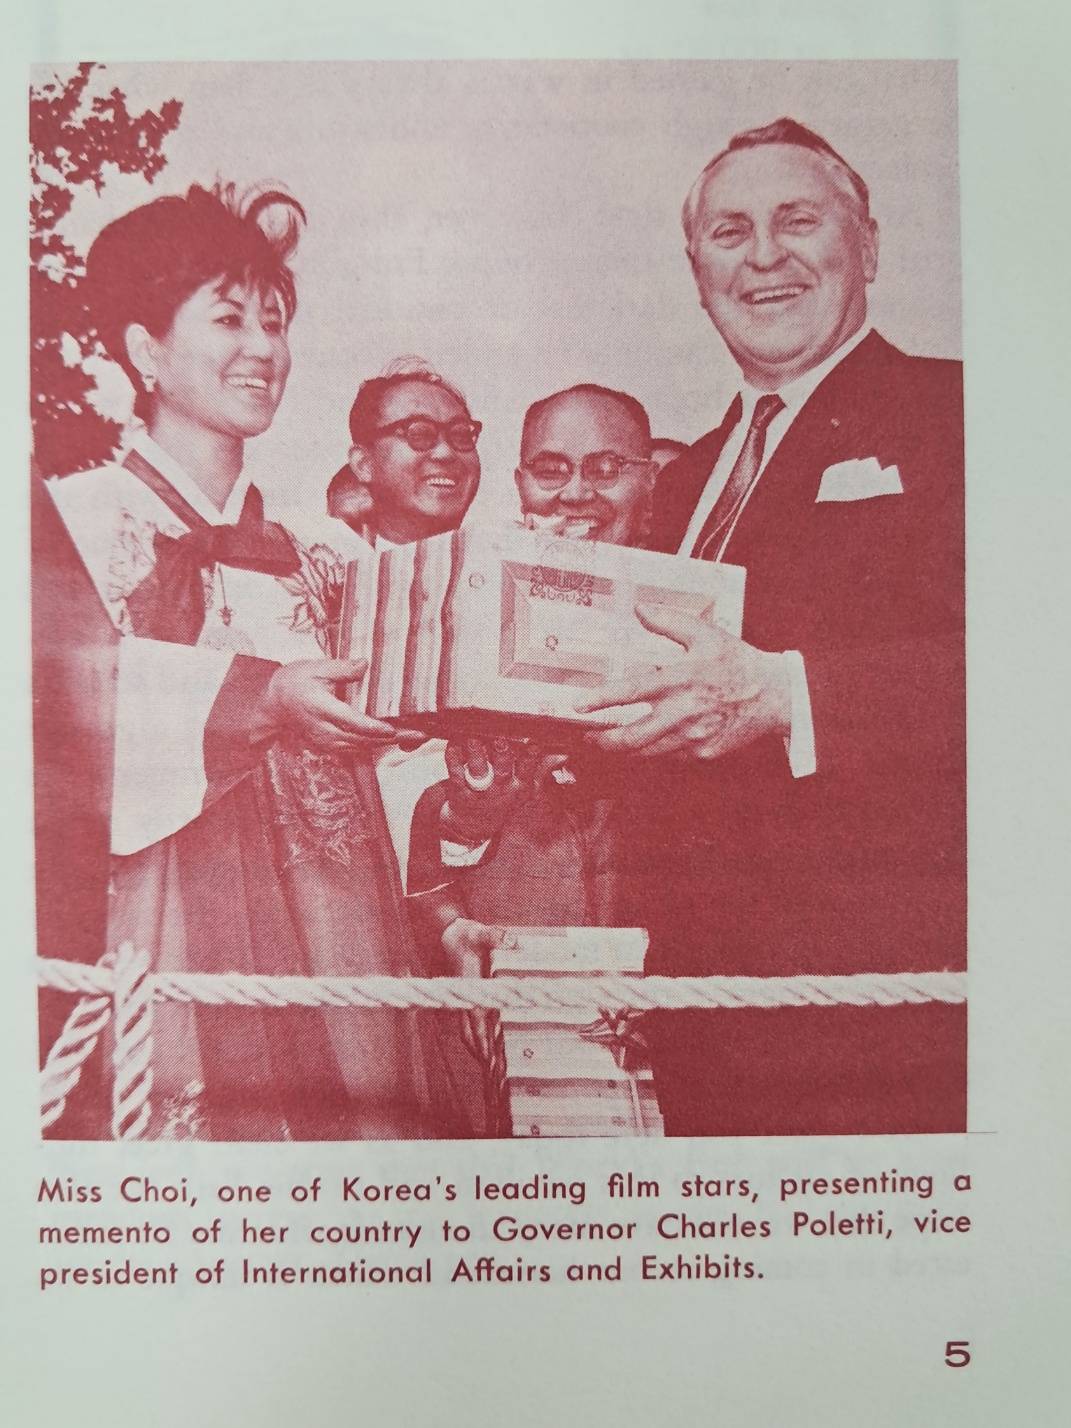 Miss Choi, one of Korea's leading film stars, presenting a
memento of her country to Governor Charles Poletti, vice
president of International Affairs and Exhibits.
5